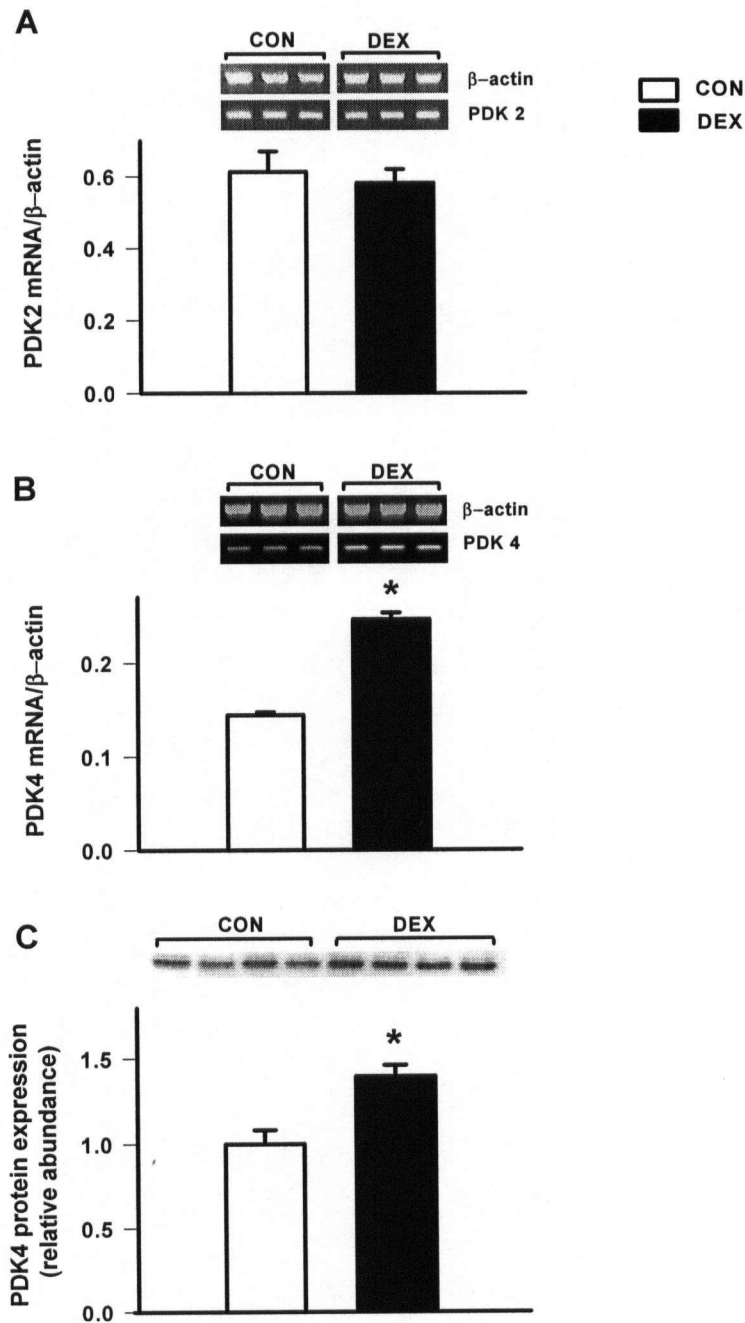 A
CON DEX
β–actin
PDK 2
CON
DEX
PDK2 mRNA/β–actin
0.6
0.4
0.2
0.0
B
CON DEX
β–actin
PDK 4
*
PDK4 mRNA/β–actin
0.2
0.1
0.0
C
CON DEX
*
PDK4 protein expression
(relative abundance)
1.5
1.0
0.5
0.0